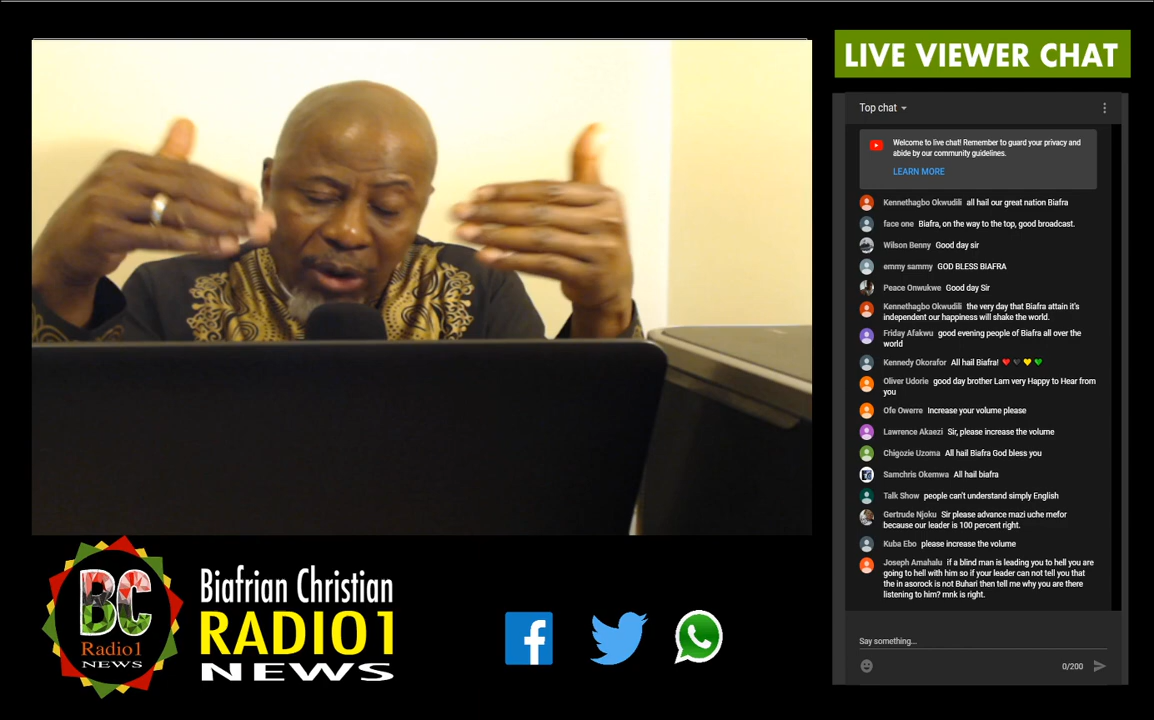 LIVE VIEWER CHAT
Top chat
Welcome to live chat! Remember to guard your privacy and
abide by our community guidelines.
LEARN MORE
Kennethagbo Okwudili all hail our great nation Biafra
face one Biafra, on the way to the top, good broadcast.
Wilson Benny Good day sir
emmy sammy GOD BLESS BIAFRA
Peace Onwukwe Good day Sir
Kennethagbo Okwudili the very day that Biafra attain it's
independent our happiness will shake the world.
Friday Afakwu good evening people of Biafra all over the
world
Kennedy Okorafor All hail Biafra! ❤️🖤💛💚
Oliver Udorie good day brother Lam very Happy to Hear from
you
Ofe Owerre Increase your volume please
Lawrence Akaezi Sir, please increase the volume
Chigozie Uzoma All hail Biafra God bless you
Samchris Okemwa All hail biafra
Talk Show people can't understand simply English
Gertrude Njoku Sir please advance mazi uche mefor
because our leader is 100 percent right.
Kuba Ebo please increase the volume
Joseph Amahalu if a blind man is leading you to hell you are
going to hell with him so if your leader can not tell you that
the in asorock is not Buhari then tell me why you are there
listening to him? mnk is right.
Say something...
0/200
BC
Radio1
NEWS
Biafrian Christian
RADIO1
NEWS